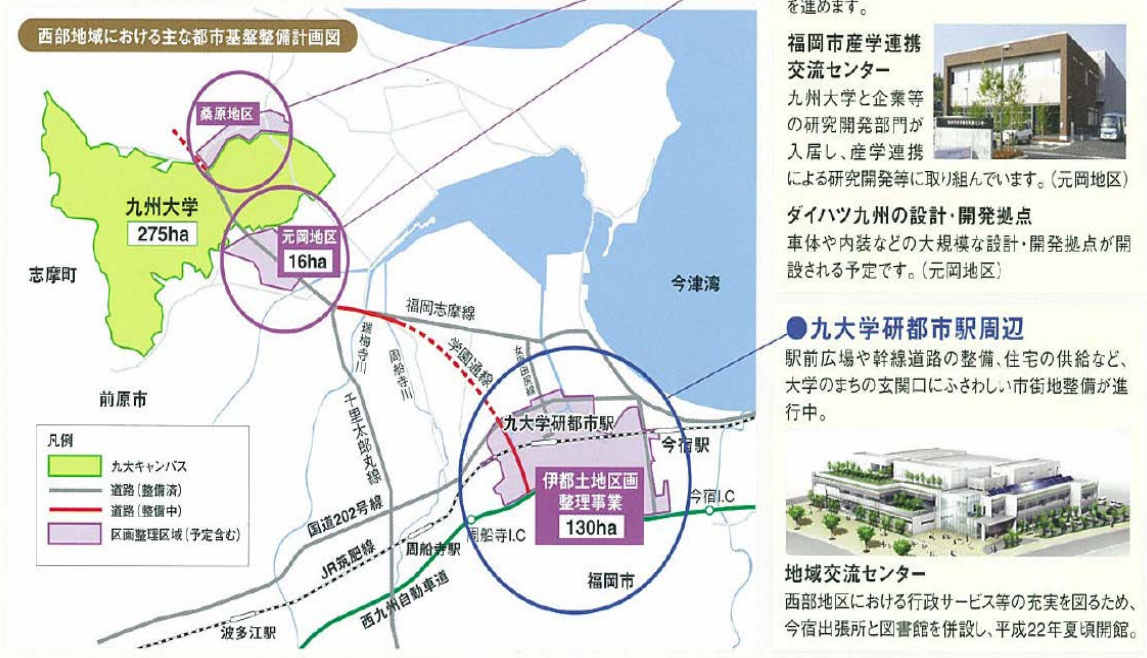 西部地域における主な都市基盤整備計画図
桑原地区
九州大学
275ha
元岡地区
16ha
志摩町
今津湾
福岡志摩線
瑞梅寺川
周船寺川
学園通線
女原田尻線
前原市
千里太郎丸線
九大学研都市駅
今宿駅
伊都土地区画
整理事業
130ha
今宿I.C
国道202号線
周船寺I.C
周船寺駅
JR筑肥線
西九州自動車道
福岡市
波多江駅
凡例
九大キャンパス
道路(整備済)
道路(整備中)
区画整理区域(予定含む)
を進めます。
福岡市産学連携
交流センター
九州大学と企業等
の研究開発部門が
入居し、産学連携
による研究開発等に取り組んでいます。(元岡地区)
ダイハツ九州の設計・開発拠点
車体や内装などの大規模な設計・開発拠点が開
設される予定です。(元岡地区)
●九大学研都市駅周辺
駅前広場や幹線道路の整備、住宅の供給など、
大学のまちの玄関口にふさわしい市街地整備が進
行中。
地域交流センター
西部地区における行政サービス等の充実を図るため、
今宿出張所と図書館を併設し、平成22年夏頃開館。